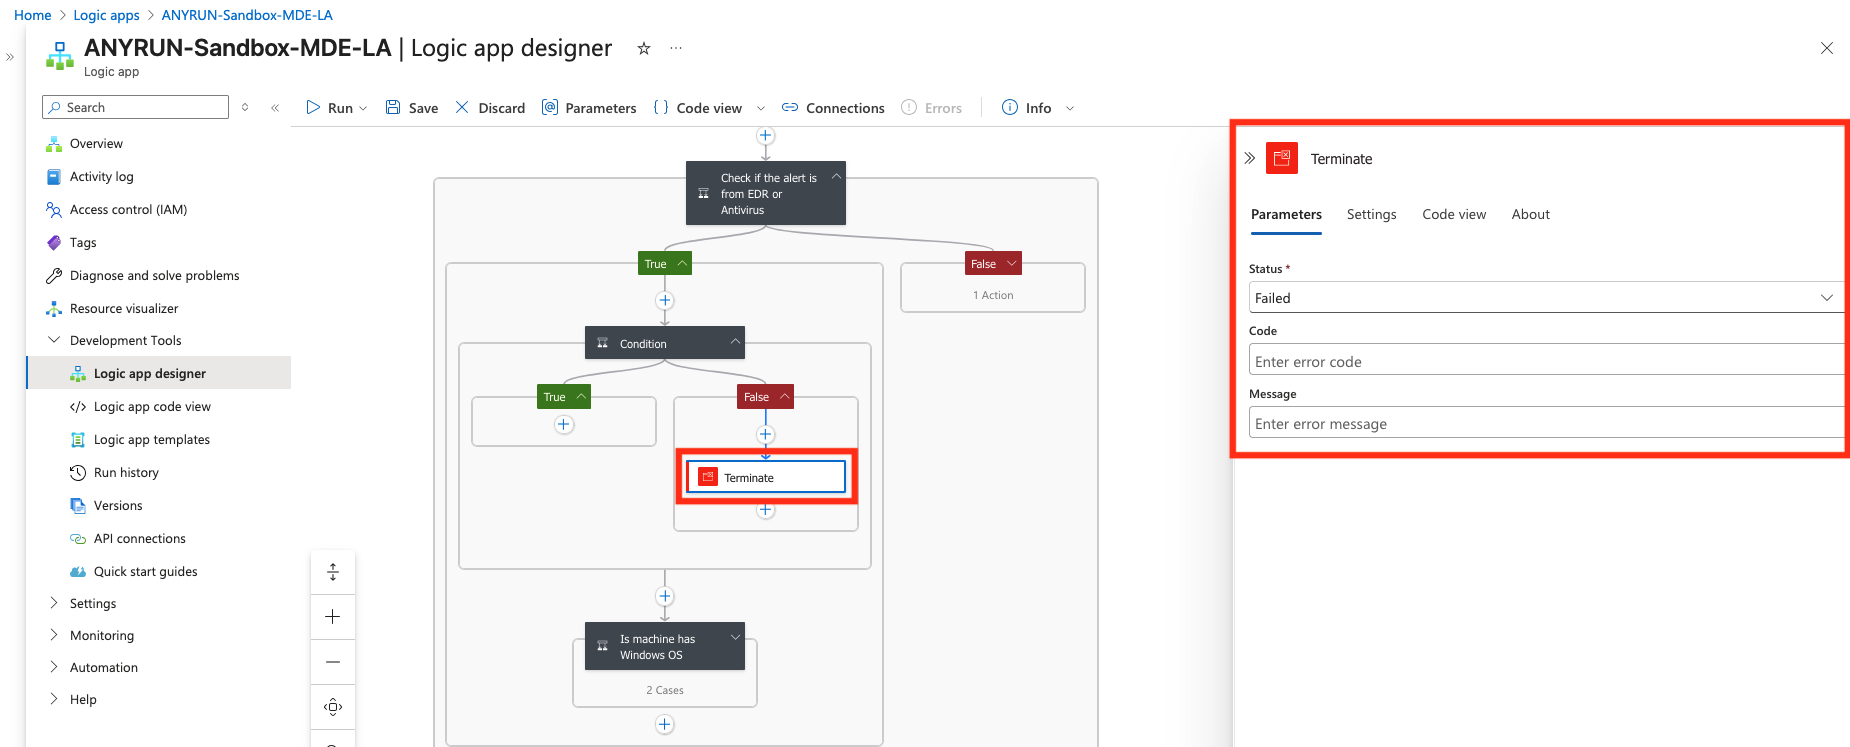 Home > Logic apps > ANYRUN-Sandbox-MDE-LA
ANYRUN-Sandbox-MDE-LA | Logic app designer
Logic app
Search
Overview
Activity log
Access control (IAM)
Tags
Diagnose and solve problems
Resource visualizer
Development Tools
Logic app designer
Logic app code view
Logic app templates
Run history
Versions
API connections
Quick start guides
Settings
Monitoring
Automation
Help
Run Save Discard Parameters Code view Connections Errors Info
Check if the alert is
from EDR or
Antivirus
True
False
1 Action
Condition
True
False
Terminate
Is machine has
Windows OS
2 Cases
Terminate
Parameters Settings Code view About
Status *
Failed
Code
Enter error code
Message
Enter error message